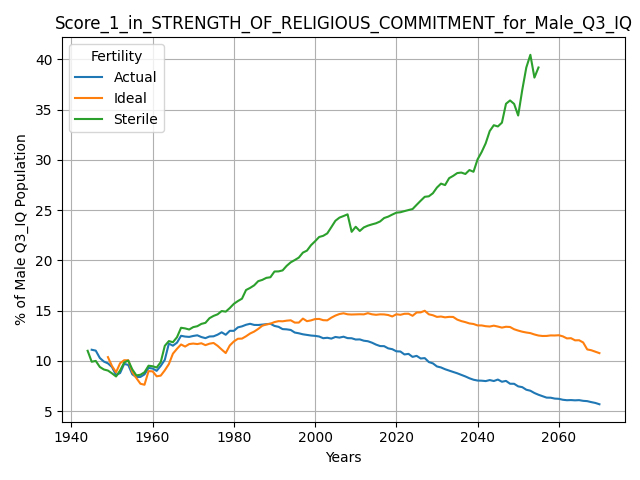 Score_1_in_STRENGTH_OF_RELIGIOUS_COMMITMENT_for_Male_Q3_IQ
Fertility
Actual
Ideal
Sterile
% of Male Q3_IQ Population
40
35
30
25
20
15
10
5
1940 1960 1980 2000 2020 2040 2060
Years